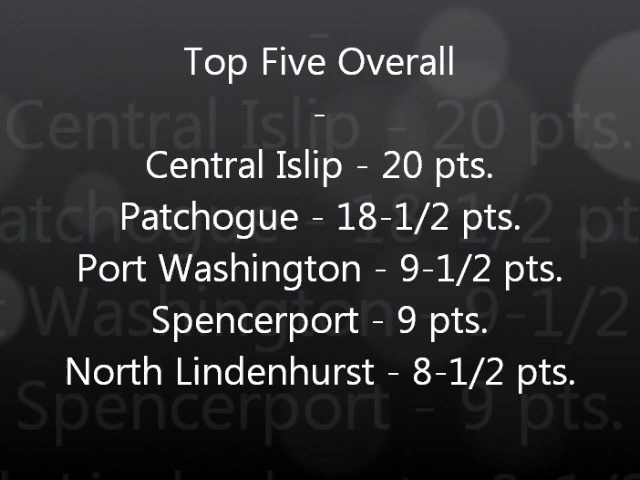 Top Five Overall
-
Central Islip - 20 pts.
Patchogue - 18-1/2 pts.
Port Washington - 9-1/2 pts.
Spencerport - 9 pts.
North Lindenhurst - 8-1/2 pts.